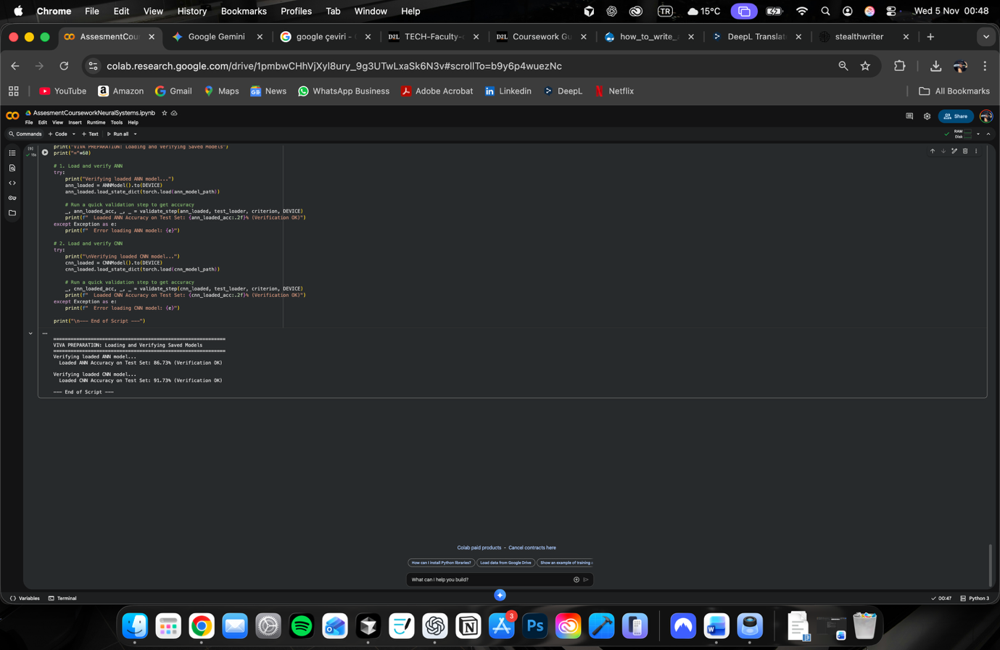 Chrome File Edit View History Bookmarks Profiles Tab Window Help TR 15°C Wed 5 Nov 00:48
AssesmentCou Google Gemini google çeviri - TECH-Faculty- Coursework Gu how_to_write_ DeepL Translat stealthwriter
colab.research.google.com/drive/1pmbwCHhVjXyl8ury_9g3UTwLxaSk6N3v#scrollTo=b9y6p4wuezNc
YouTube Amazon Gmail Maps News WhatsApp Business Adobe Acrobat Linkedin DeepL Netflix All Bookmarks
AssesmentCourseworkNeuralSystems.ipynb
File Edit View Insert Runtime Tools Help
Share
Commands + Code + Text Run all
RAM
Disk
[9]
15s
print("VIVA PREPARATION: Loading and Verifying Saved Models")
print("="*60)
# 1. Load and verify ANN
try:
print("Verifying loaded ANN model...")
ann_loaded = ANNModel().to(DEVICE)
ann_loaded.load_state_dict(torch.load(ann_model_path))
# Run a quick validation step to get accuracy
_, ann_loaded_acc, _, _ = validate_step(ann_loaded, test_loader, criterion, DEVICE)
print(f"  Loaded ANN Accuracy on Test Set: {ann_loaded_acc:.2f}% (Verification OK)")
except Exception as e:
print(f"  Error loading ANN model: {e}")
# 2. Load and verify CNN
try:
print("\nVerifying loaded CNN model...")
cnn_loaded = CNNModel().to(DEVICE)
cnn_loaded.load_state_dict(torch.load(cnn_model_path))
# Run a quick validation step to get accuracy
_, cnn_loaded_acc, _, _ = validate_step(cnn_loaded, test_loader, criterion, DEVICE)
print(f"  Loaded CNN Accuracy on Test Set: {cnn_loaded_acc:.2f}% (Verification OK)")
except Exception as e:
print(f"  Error loading CNN model: {e}")
print("\n--- End of Script ---")
============================================================
VIVA PREPARATION: Loading and Verifying Saved Models
============================================================
Verifying loaded ANN model...
Loaded ANN Accuracy on Test Set: 86.73% (Verification OK)
Verifying loaded CNN model...
Loaded CNN Accuracy on Test Set: 91.73% (Verification OK)
--- End of Script ---
Colab paid products - Cancel contracts here
How can I install Python libraries? Load data from Google Drive Show an example of training
What can I help you build?
Variables Terminal 00:47 Python 3
3
Ps